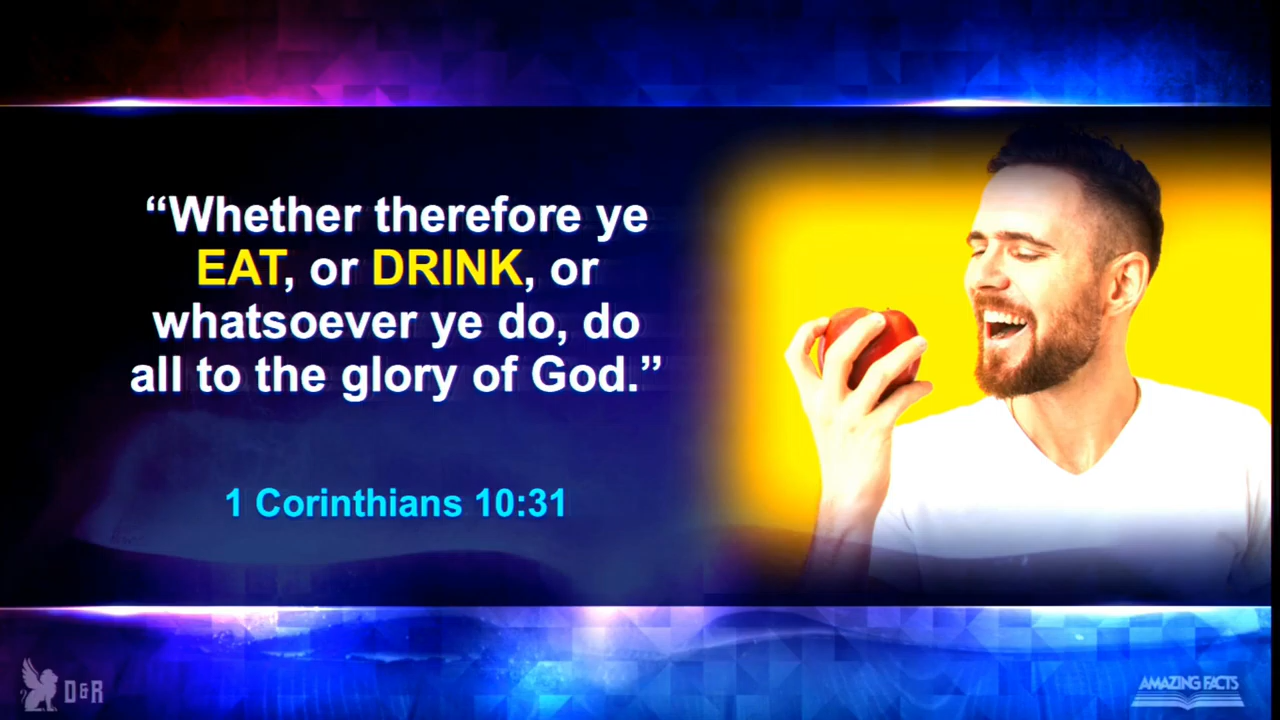 “Whether therefore ye
EAT, or DRINK, or
whatsoever ye do, do
all to the glory of God.”
1 Corinthians 10:31
D&R
AMAZING FACTS